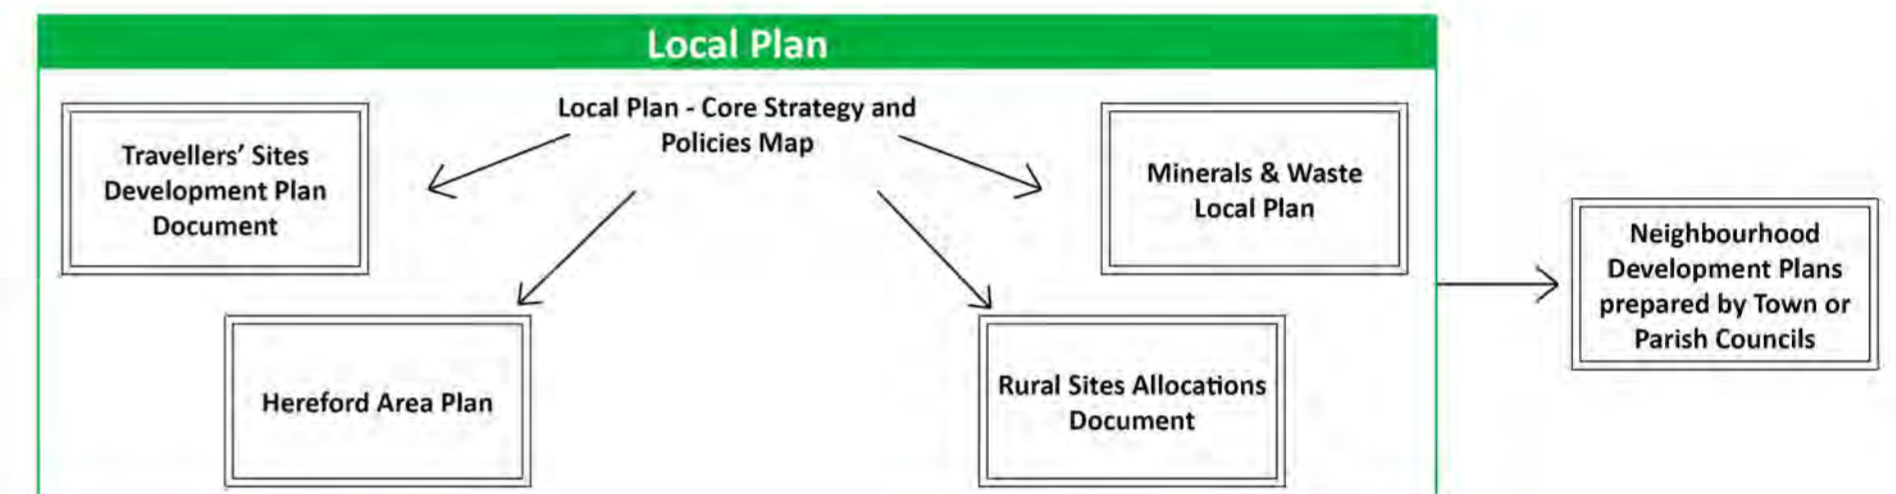 Local Plan
Local Plan - Core Strategy and
Policies Map
Travellers’ Sites
Development Plan
Document
Minerals & Waste
Local Plan
Hereford Area Plan
Rural Sites Allocations
Document
Neighbourhood
Development Plans
prepared by Town or
Parish Councils